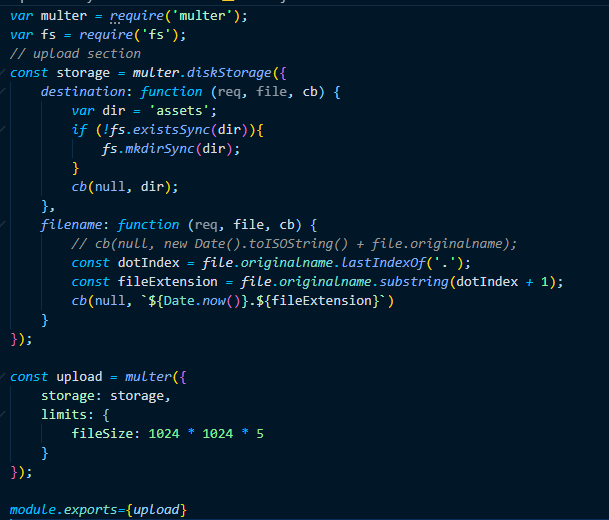 var multer = require('multer');
var fs = require('fs');
// upload section
const storage = multer.diskStorage({
    destination: function (req, file, cb) {
        var dir = 'assets';
        if (!fs.existsSync(dir)){
            fs.mkdirSync(dir);
        }
        cb(null, dir);
    },
    filename: function (req, file, cb) {
        // cb(null, new Date().toISOString() + file.originalname);
        const dotIndex = file.originalname.lastIndexOf('.');
        const fileExtension = file.originalname.substring(dotIndex + 1);
        cb(null, `${Date.now()}.${fileExtension}`)
    }
});

const upload = multer({
    storage: storage,
    limits: {
        fileSize: 1024 * 1024 * 5
    }
});

module.exports={upload}